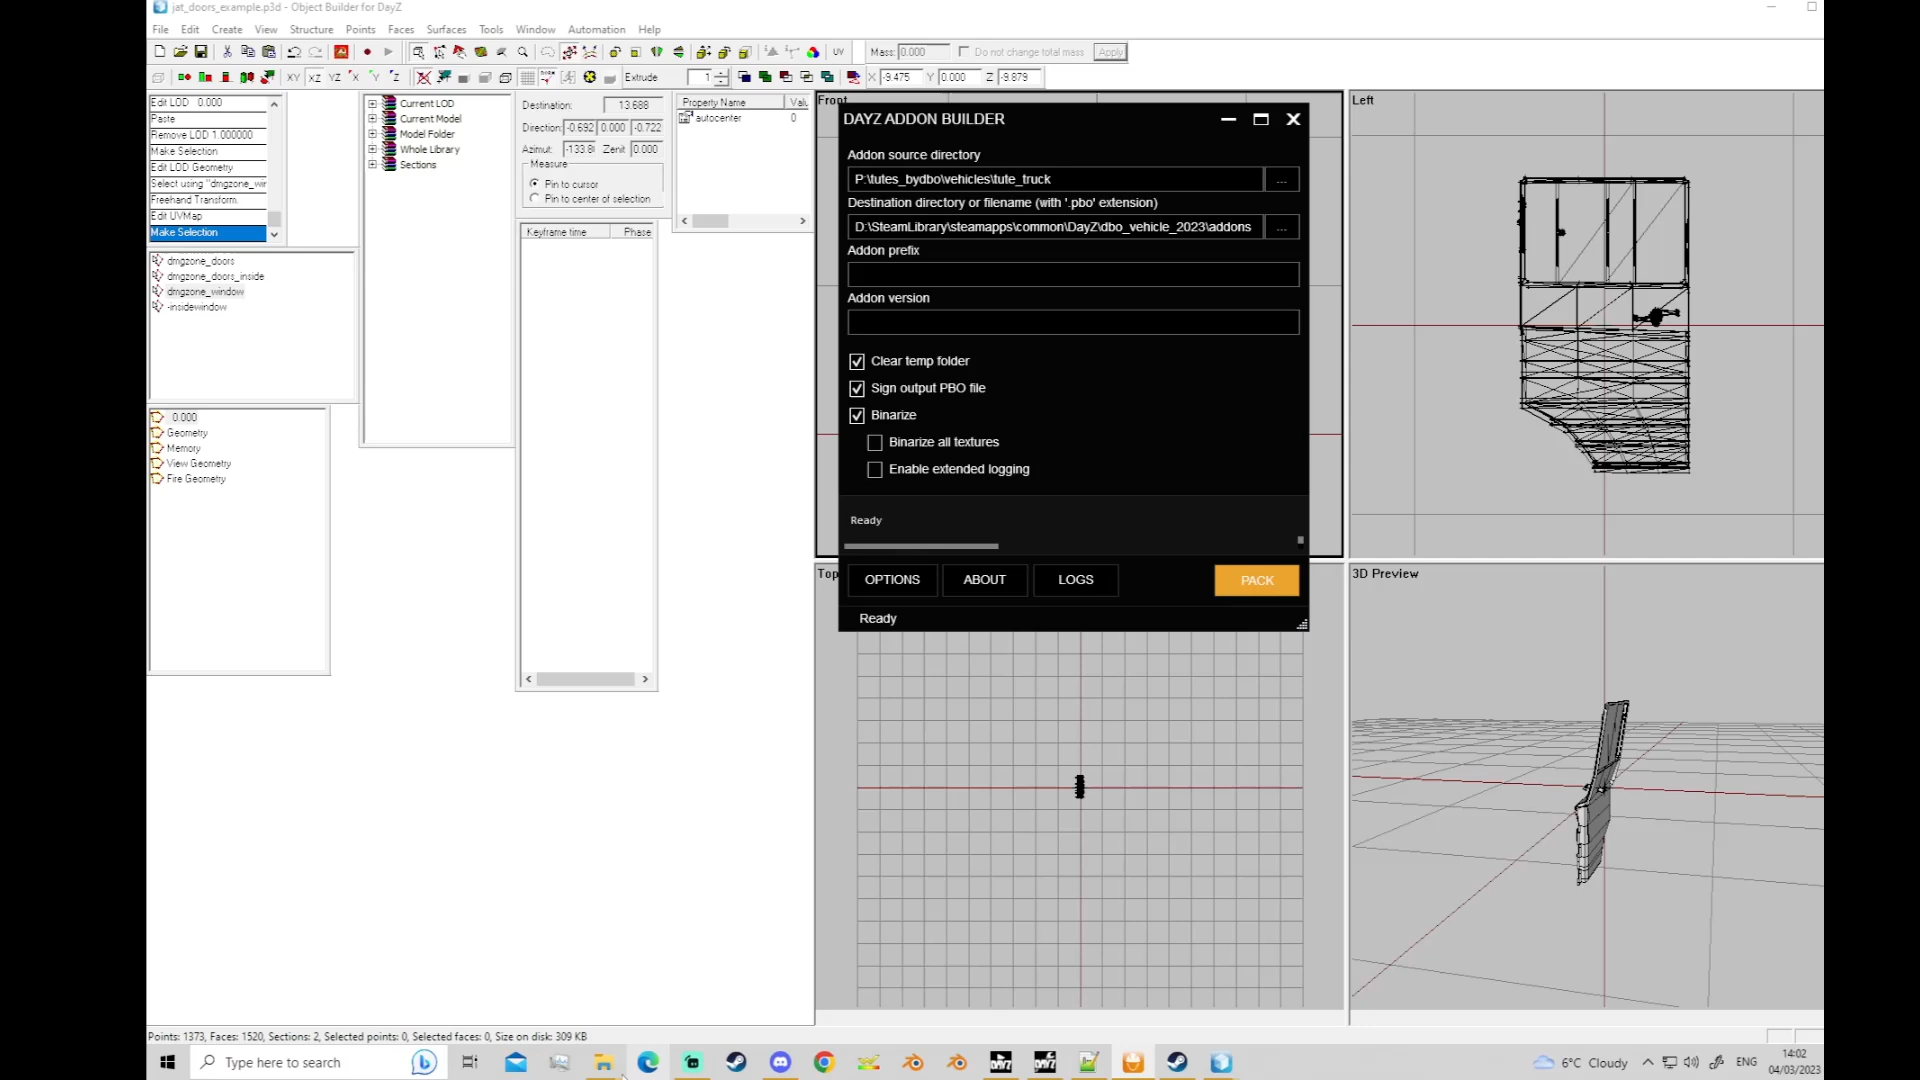 jat_doors_example.p3d - Object Builder for DayZ
File Edit Create View Structure Points Faces Surfaces Tools Window Automation Help
UV Mass: 0.000 Do not change total mass Apply
XY XZ YZ X Y Z Extrude 1 X -9.475 Y 0.000 Z -9.879
Edit LOD 0.000
Paste
Remove LOD 1.000000
Make Selection
Edit LOD Geometry
Select using "dmgzone_wir
Freehand Transform.
Edit UVMap
Make Selection
dmgzone_doors
dmgzone_doors_inside
dmgzone_window
-insidewindow
0.000
Geometry
Memory
View Geometry
Fire Geometry
Current LOD
Current Model
Model Folder
Whole Library
Sections
Destination: 13.688
Direction: -0.692 0.000 -0.722
Azimut: -133.8 Zenit 0.000
Measure
Pin to cursor
Pin to center of selection
Keyframe time Phase
Property Name Valu
autocenter 0
Front
Left
Top
3D Preview
DAYZ ADDON BUILDER
Addon source directory
P:\tutes_bydbo\vehicles\tute_truck
...
Destination directory or filename (with '.pbo' extension)
D:\SteamLibrary\steamapps\common\DayZ\dbo_vehicle_2023\addons
...
Addon prefix
Addon version
Clear temp folder
Sign output PBO file
Binarize
Binarize all textures
Enable extended logging
Ready
OPTIONS ABOUT LOGS PACK
Ready
Points: 1373, Faces: 1520, Sections: 2, Selected points: 0, Selected faces: 0, Size on disk: 309 KB
Type here to search
6°C Cloudy ENG 14:02
04/03/2023